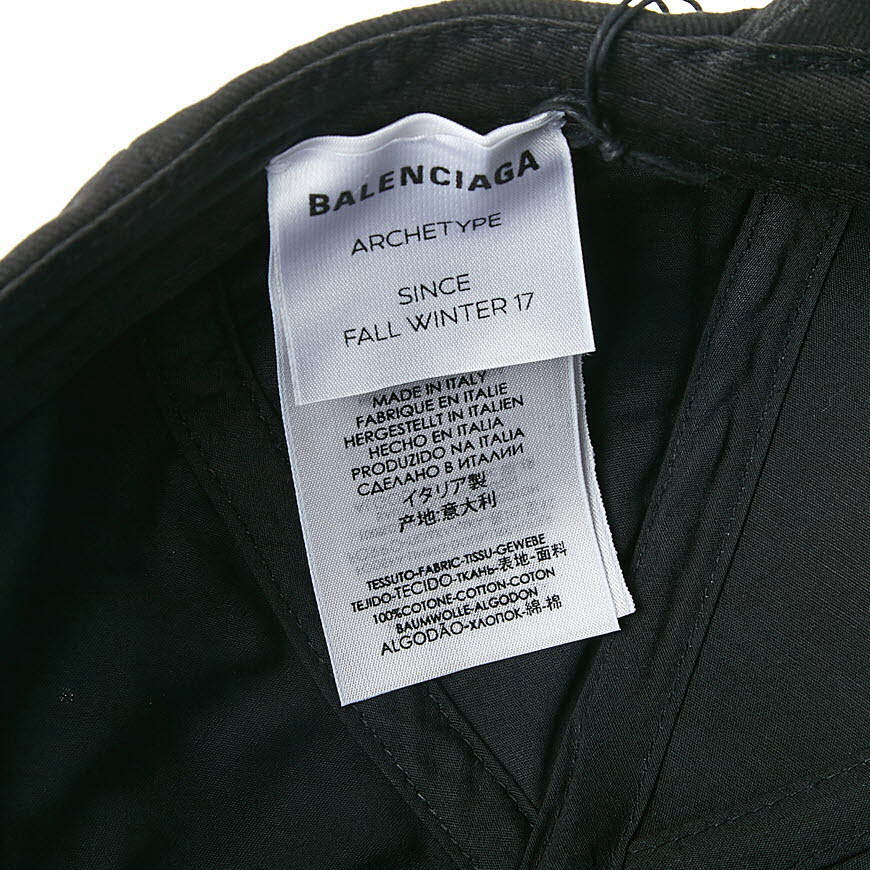 BALENCIAGA
ARCHETYPE
SINCE
FALL WINTER 17
MADE IN ITALY
FABRIQUE EN ITALIE
HERGESTELLT IN ITALIEN
HECHO EN ITALIA
PRODUZIDO NA ITALIA
СДЕЛАНО В ИТАЛИИ
イタリア製
产地:意大利
TESSUTO-FABRIC-TISSU-GEWEBE
TEJIDO-TECIDO-ТКАНЬ-表地-面料
100%COTONE-COTTON-COTON
BAUMWOLLE-ALGODON
ALGODÃO-ХЛОПОК-綿-棉